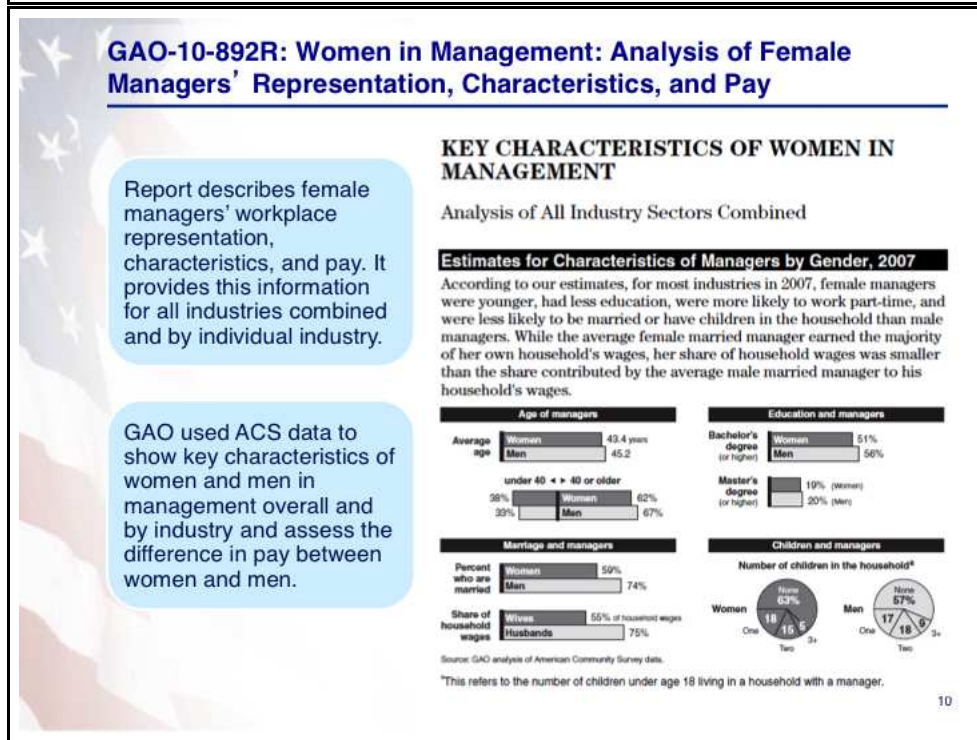 GAO-10-892R: Women in Management: Analysis of Female
Managers’ Representation, Characteristics, and Pay
Report describes female
managers’ workplace
representation,
characteristics, and pay. It
provides this information
for all industries combined
and by individual industry.
GAO used ACS data to
show key characteristics of
women and men in
management overall and
by industry and assess the
difference in pay between
women and men.
KEY CHARACTERISTICS OF WOMEN IN
MANAGEMENT
Analysis of All Industry Sectors Combined
Estimates for Characteristics of Managers by Gender, 2007
According to our estimates, for most industries in 2007, female managers
were younger, had less education, were more likely to work part-time, and
were less likely to be married or have children in the household than male
managers. While the average female married manager earned the majority
of her own household's wages, her share of household wages was smaller
than the share contributed by the average male married manager to his
household's wages.
Age of managers
Average
age
Women 43.4 years
Men 45.2
under 40 ◄ ► 40 or older
38% Women 62%
33% Men 67%
Education and managers
Bachelor's
degree
(or higher)
Women 51%
Men 56%
Master's
degree
(or higher)
19% (Women)
20% (Men)
Marriage and managers
Percent
who are
married
Women 59%
Men 74%
Share of
household
wages
Wives 55% of household wages
Husbands 75%
Children and managers
Number of children in the householdª
Women
None
63%
18
One
15
Two
5
3+
Men
None
57%
17
One
18
Two
9
3+
Source: GAO analysis of American Community Survey data.
ªThis refers to the number of children under age 18 living in a household with a manager.
10